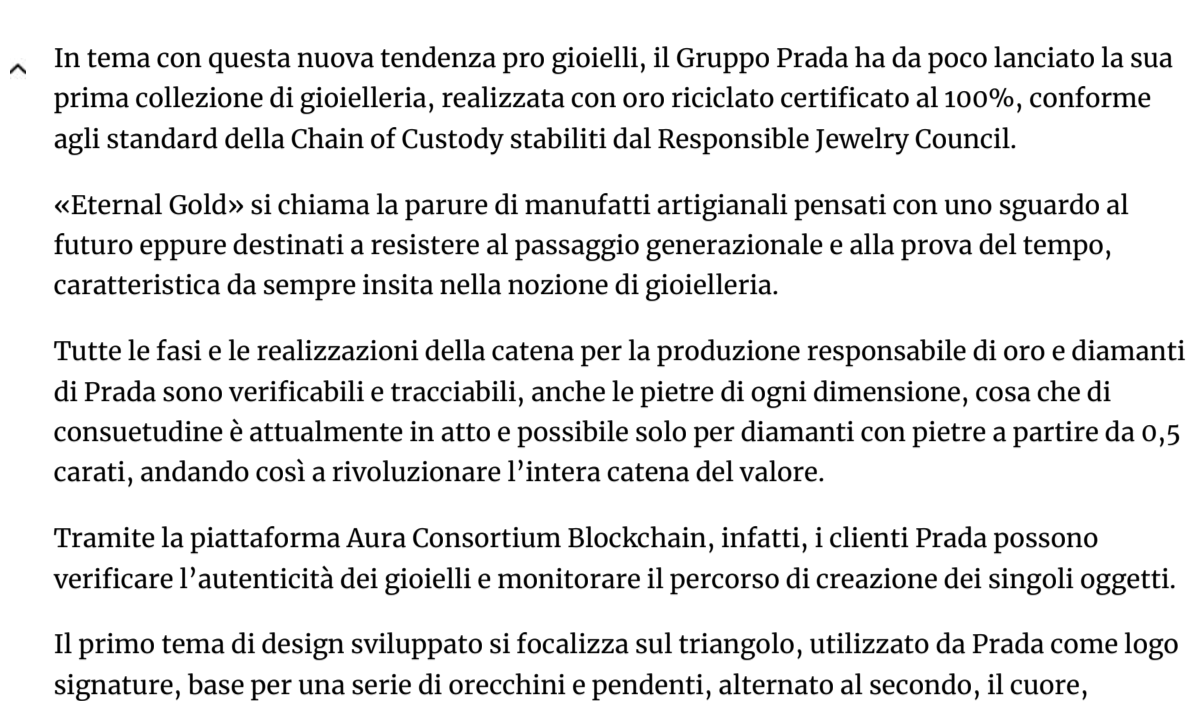 In tema con questa nuova tendenza pro gioielli, il Gruppo Prada ha da poco lanciato la sua
prima collezione di gioielleria, realizzata con oro riciclato certificato al 100%, conforme
agli standard della Chain of Custody stabiliti dal Responsible Jewelry Council.
«Eternal Gold» si chiama la parure di manufatti artigianali pensati con uno sguardo al
futuro eppure destinati a resistere al passaggio generazionale e alla prova del tempo,
caratteristica da sempre insita nella nozione di gioielleria.
Tutte le fasi e le realizzazioni della catena per la produzione responsabile di oro e diamanti
di Prada sono verificabili e tracciabili, anche le pietre di ogni dimensione, cosa che di
consuetudine è attualmente in atto e possibile solo per diamanti con pietre a partire da 0,5
carati, andando così a rivoluzionare l’intera catena del valore.
Tramite la piattaforma Aura Consortium Blockchain, infatti, i clienti Prada possono
verificare l’autenticità dei gioielli e monitorare il percorso di creazione dei singoli oggetti.
Il primo tema di design sviluppato si focalizza sul triangolo, utilizzato da Prada come logo
signature, base per una serie di orecchini e pendenti, alternato al secondo, il cuore,